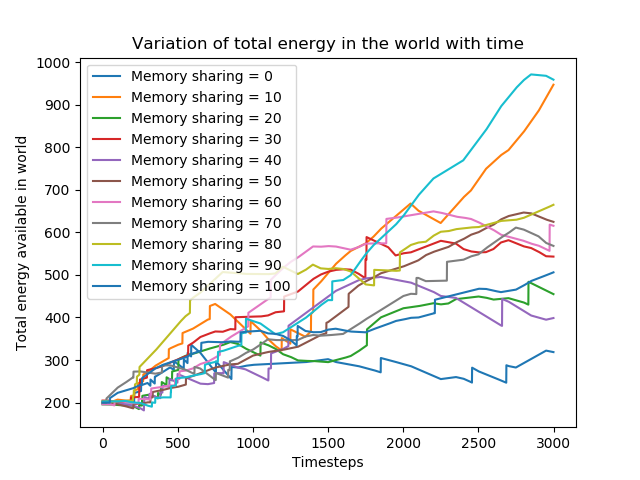 Variation of total energy in the world with time
Total energy available in world
1000
900
800
700
600
500
400
300
200
Memory sharing = 0
Memory sharing = 10
Memory sharing = 20
Memory sharing = 30
Memory sharing = 40
Memory sharing = 50
Memory sharing = 60
Memory sharing = 70
Memory sharing = 80
Memory sharing = 90
Memory sharing = 100
0 500 1000 1500 2000 2500 3000
Timesteps